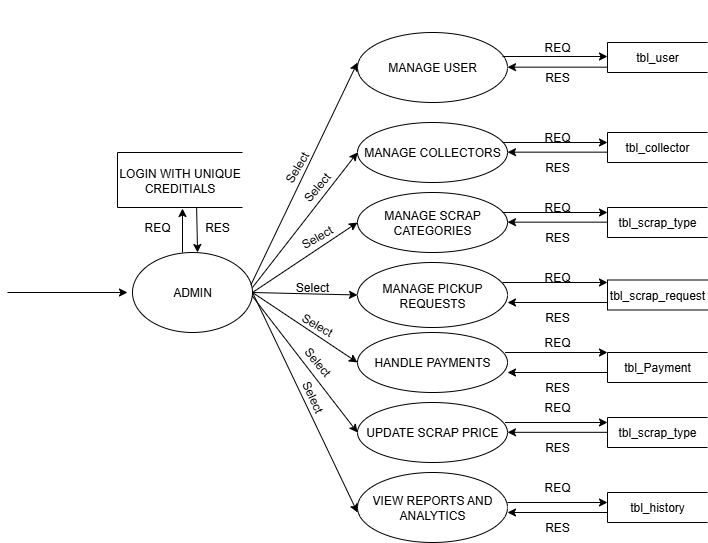 REQ
MANAGE USER
tbl_user
RES
Select
REQ
MANAGE COLLECTORS
tbl_collector
RES
LOGIN WITH UNIQUE
CREDITIALS
Select
REQ
RES
REQ
MANAGE SCRAP
CATEGORIES
tbl_scrap_type
RES
Select
ADMIN
Select
REQ
MANAGE PICKUP
REQUESTS
tbl_scrap_request
RES
Select
REQ
HANDLE PAYMENTS
tbl_Payment
RES
Select
REQ
UPDATE SCRAP PRICE
tbl_scrap_type
RES
Select
REQ
VIEW REPORTS AND
ANALYTICS
tbl_history
RES